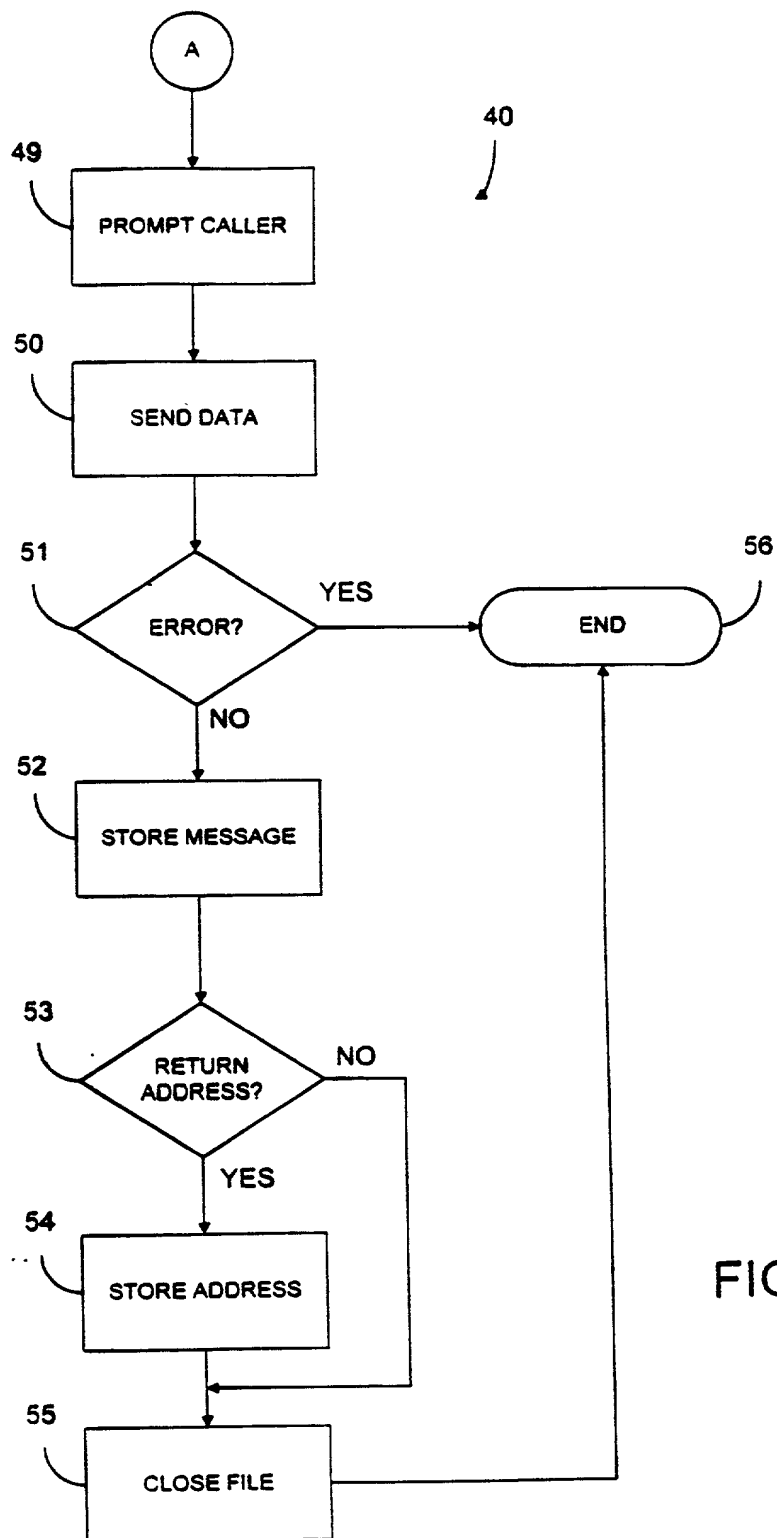 A
40
49
PROMPT CALLER
50
SEND DATA
51
ERROR?
YES
END
56
NO
52
STORE MESSAGE
53
RETURN
ADDRESS?
NO
YES
54
STORE ADDRESS
FIG
55
CLOSE FILE